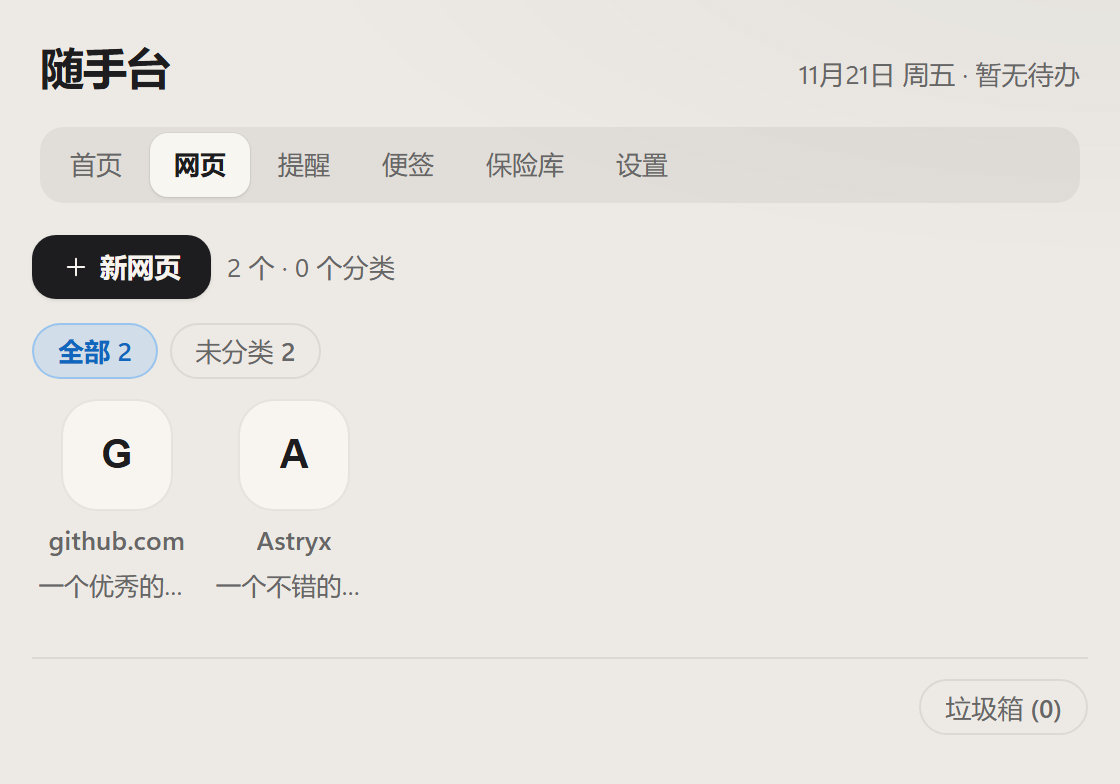 随手台
11月21日 周五 · 暂无待办
首页 网页 提醒 便签 保险库 设置
+ 新网页 2 个 · 0 个分类
全部 2 未分类 2
G A
github.com Astryx
一个优秀的... 一个不错的...
垃圾箱 (0)